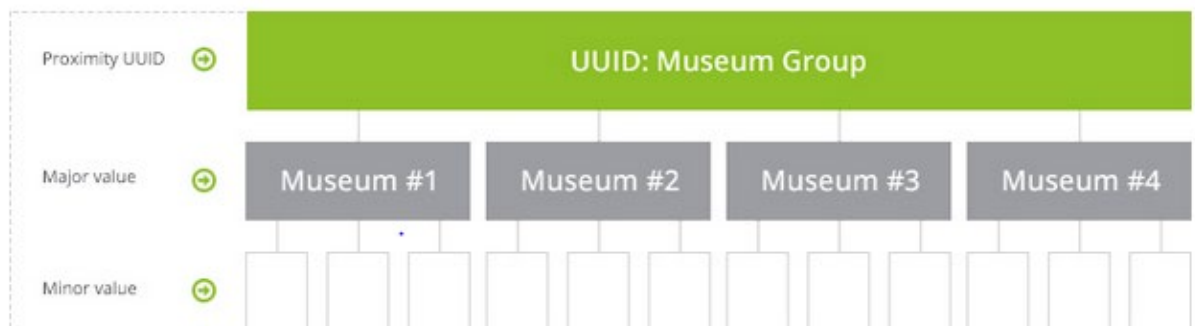 Proximity UUID
UUID: Museum Group
Major value
Museum #1
Museum #2
Museum #3
Museum #4
Minor value